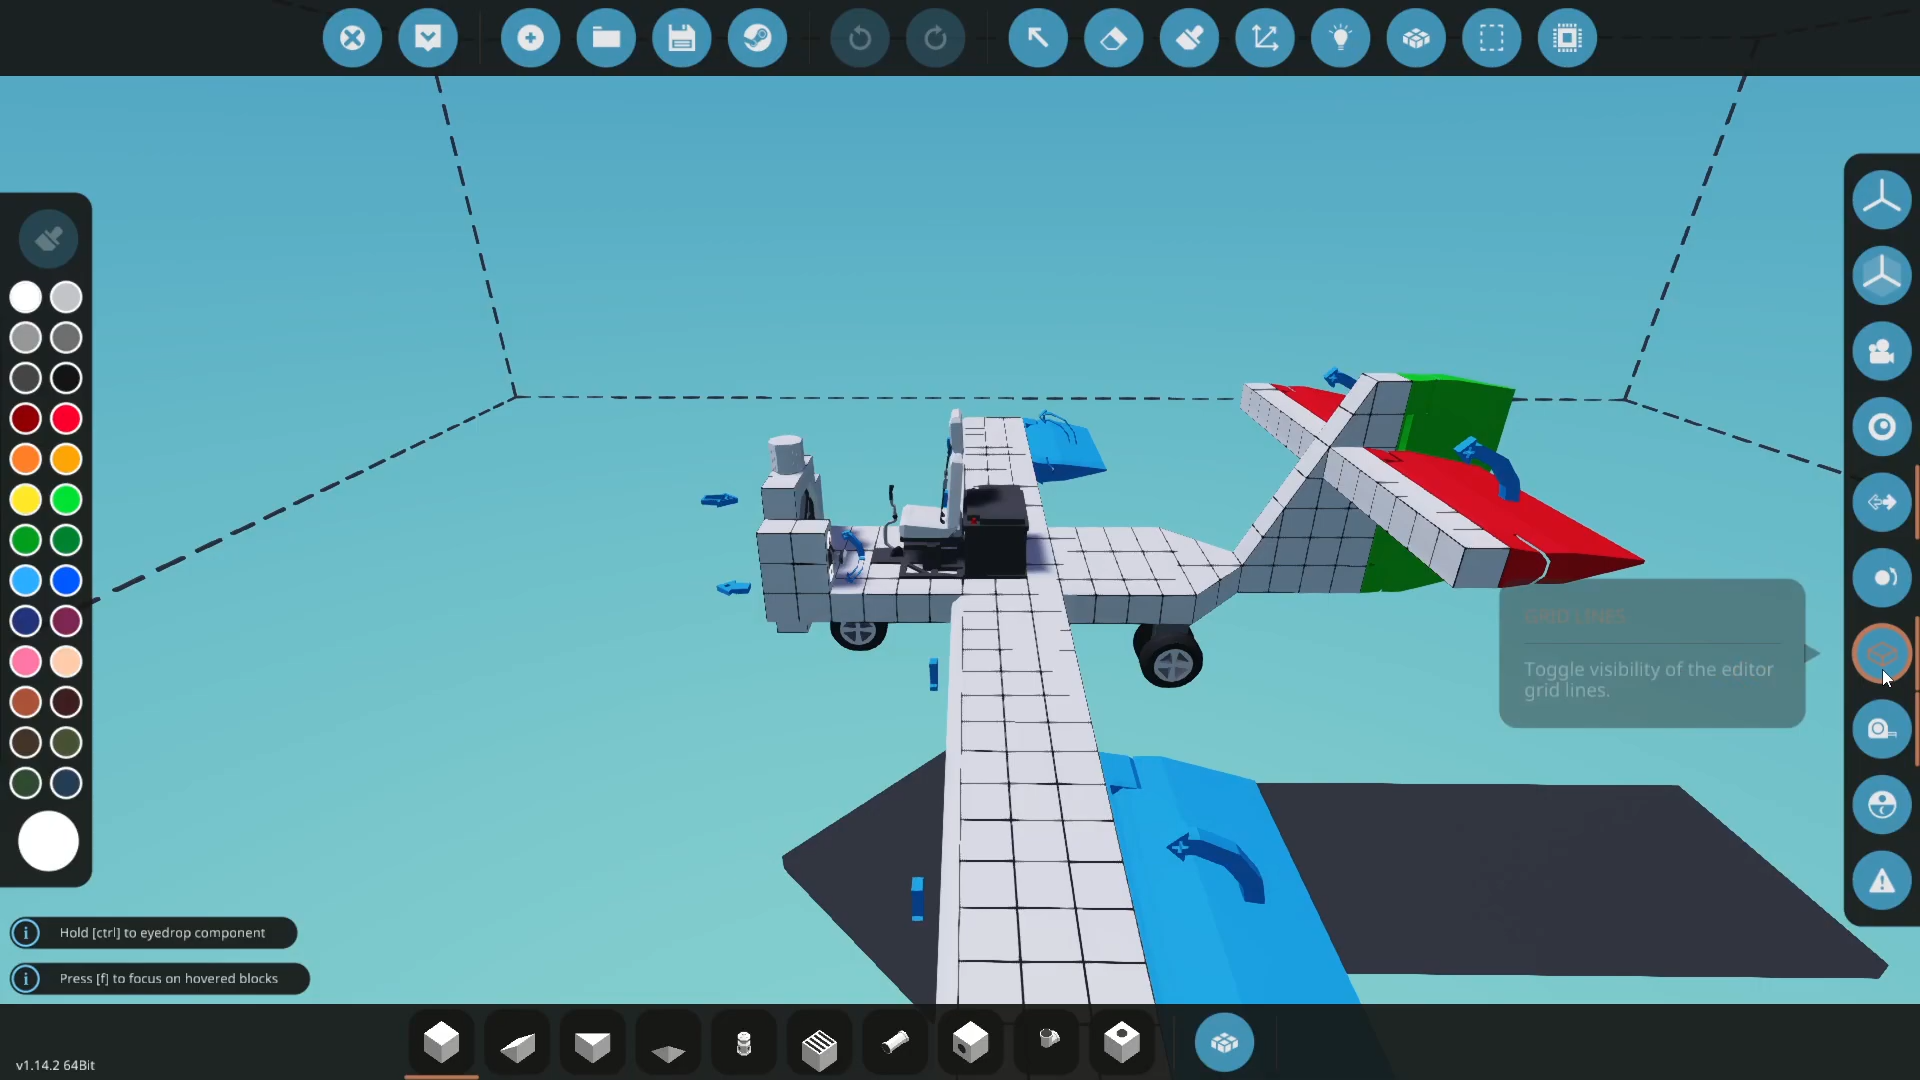 GRID LINES
Toggle visibility of the editor
grid lines.
Hold [ctrl] to eyedrop component
Press [f] to focus on hovered blocks
v1.14.2 64Bit